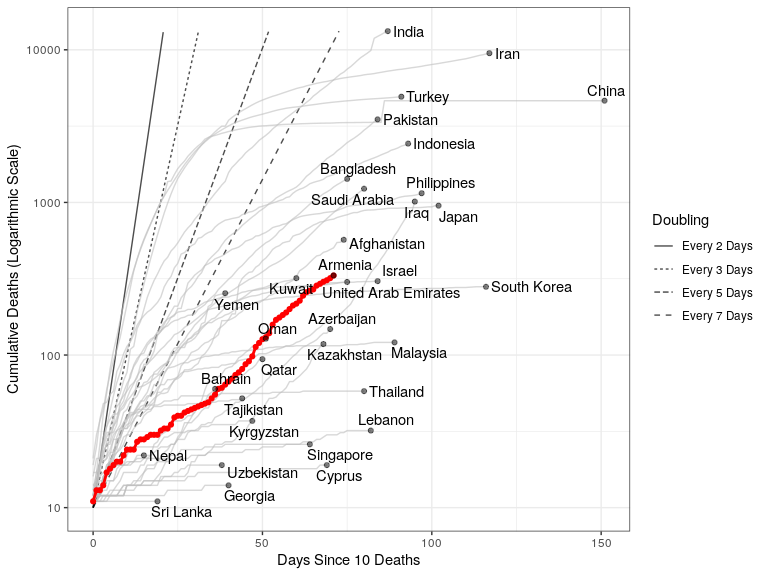 India
10000
Iran
China
Turkey
Pakistan
Indonesia
Bangladesh
Philippines
Saudi Arabia
1000
Iraq
Japan
Afghanistan
Armenia
Israel
Kuwait
United Arab Emirates
South Korea
Yemen
Azerbaijan
Oman
100
Kazakhstan
Malaysia
Qatar
Bahrain
Thailand
Tajikistan
Lebanon
Kyrgyzstan
Nepal
Singapore
Uzbekistan
Cyprus
Georgia
10
Sri Lanka
0
50
100
150
Days Since 10 Deaths
Cumulative Deaths (Logarithmic Scale)
Doubling
Every 2 Days
Every 3 Days
Every 5 Days
Every 7 Days